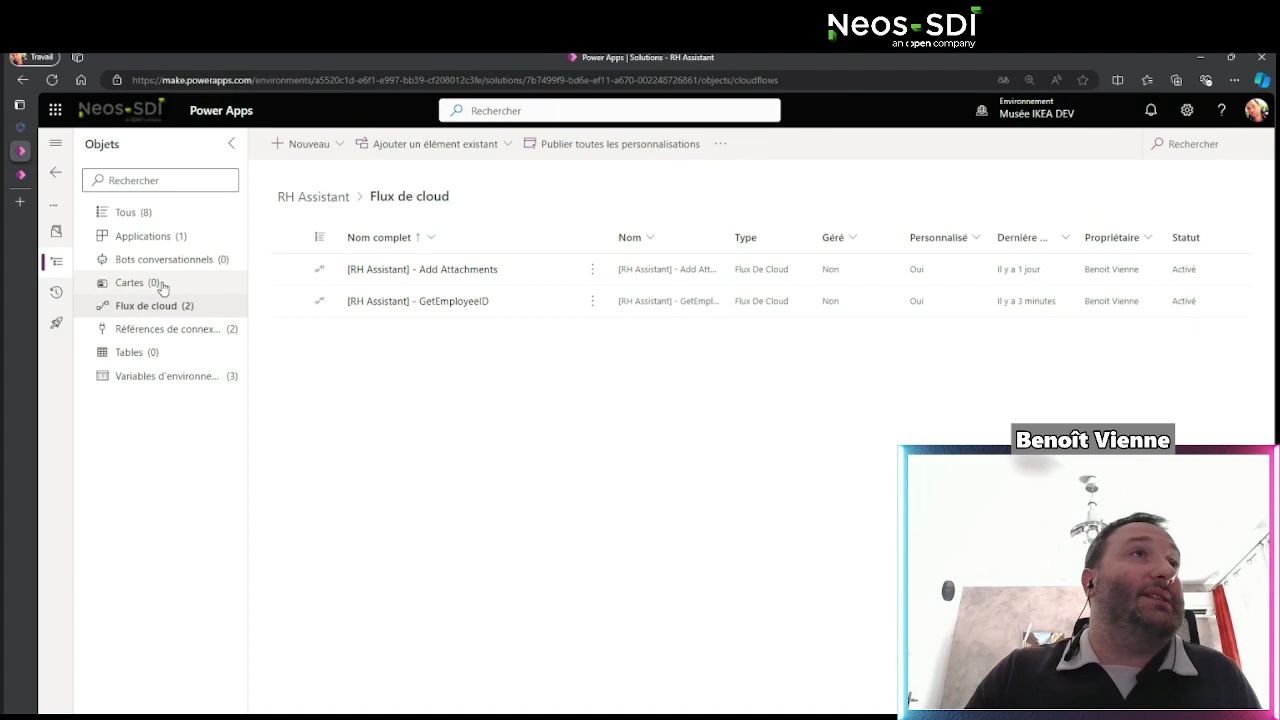 Neos-SDI
an open company
Travail
Power Apps | Solutions - RH Assistant
https://make.powerapps.com/environments/a5520c1d-e6f1-e997-bb39-cf208012c3fe/solutions/7b7499f9-bd6e-ef11-a670-002248726861/objects/cloudflows
Neos-SDI
Power Apps
Rechercher
Environnement
Musée IKEA DEV
Objets
Nouveau
Ajouter un élément existant
Publier toutes les personnalisations
Rechercher
Rechercher
RH Assistant > Flux de cloud
Tous (8)
Applications (1)
Bots conversationnels (0)
Cartes (0)
Flux de cloud (2)
Références de connex... (2)
Tables (0)
Variables d'environne... (3)
Nom complet ↑ Nom Type Géré Personnalisé Dernière ... Propriétaire Statut
[RH Assistant] - Add Attachments [RH Assistant] - Add Att... Flux De Cloud Non Oui Il y a 1 jour Benoit Vienne Activé
[RH Assistant] - GetEmployeeID [RH Assistant] - GetEmpl... Flux De Cloud Non Oui Il y a 3 minutes Benoit Vienne Activé
Benoît Vienne